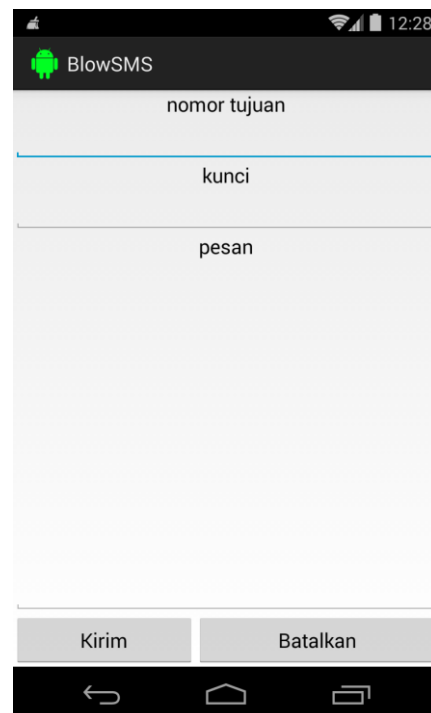 12:28
BlowSMS
nomor tujuan
kunci
pesan
Kirim Batalkan